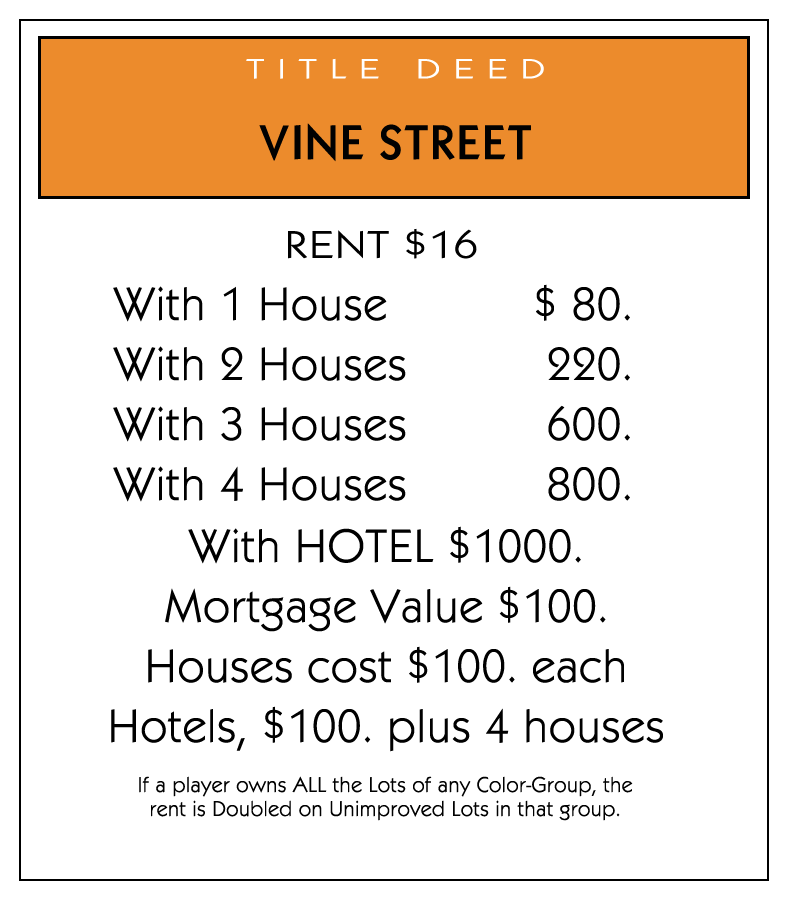 TITLE DEED
VINE STREET
RENT $16
With 1 House $ 80.
With 2 Houses 220.
With 3 Houses 600.
With 4 Houses 800.
With HOTEL $1000.
Mortgage Value $100.
Houses cost $100. each
Hotels, $100. plus 4 houses
If a player owns ALL the Lots of any Color-Group, the
rent is Doubled on Unimproved Lots in that group.